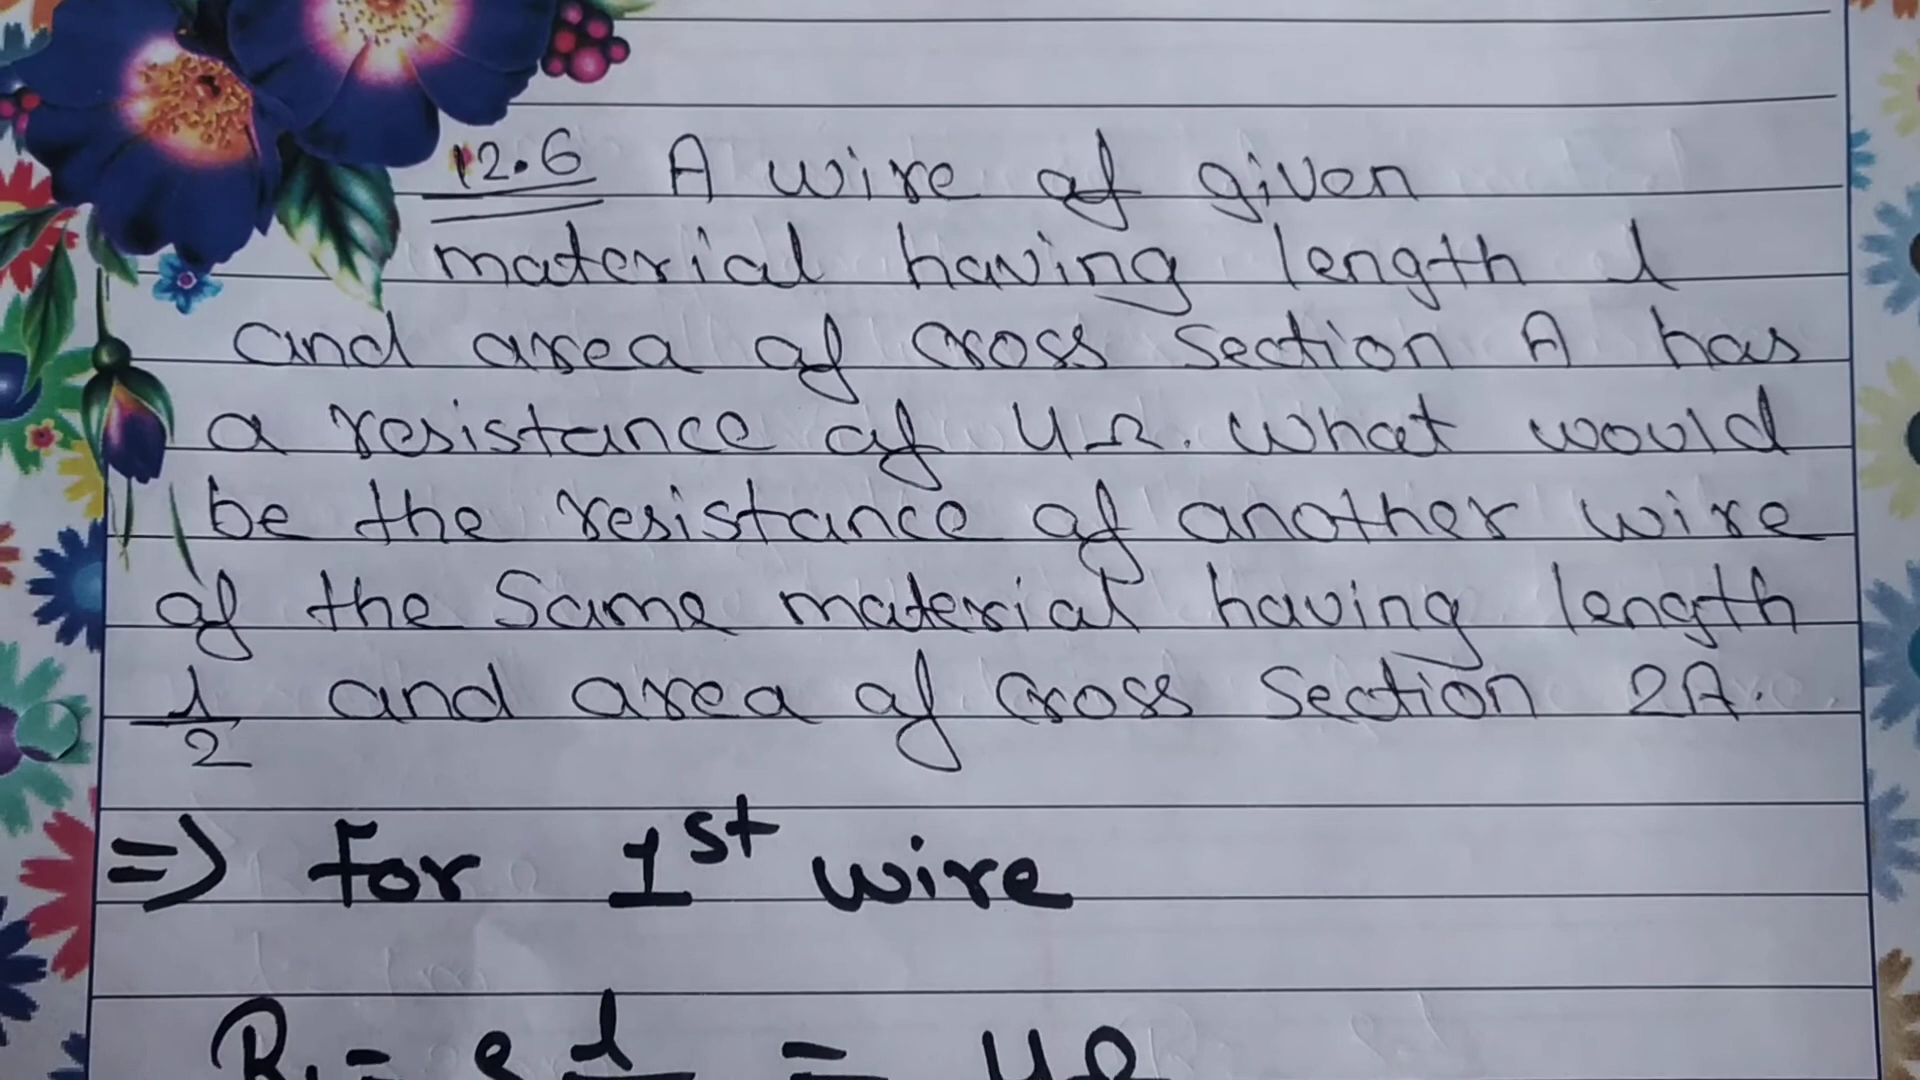 12.6 A wire of given
material having length l
and area of cross section A has
a resistance of 4Ω. What would
be the resistance of another wire
of the same material having length
l/2 and area of cross section 2A.
=> For 1st wire
R₁ = ρ l = 4Ω